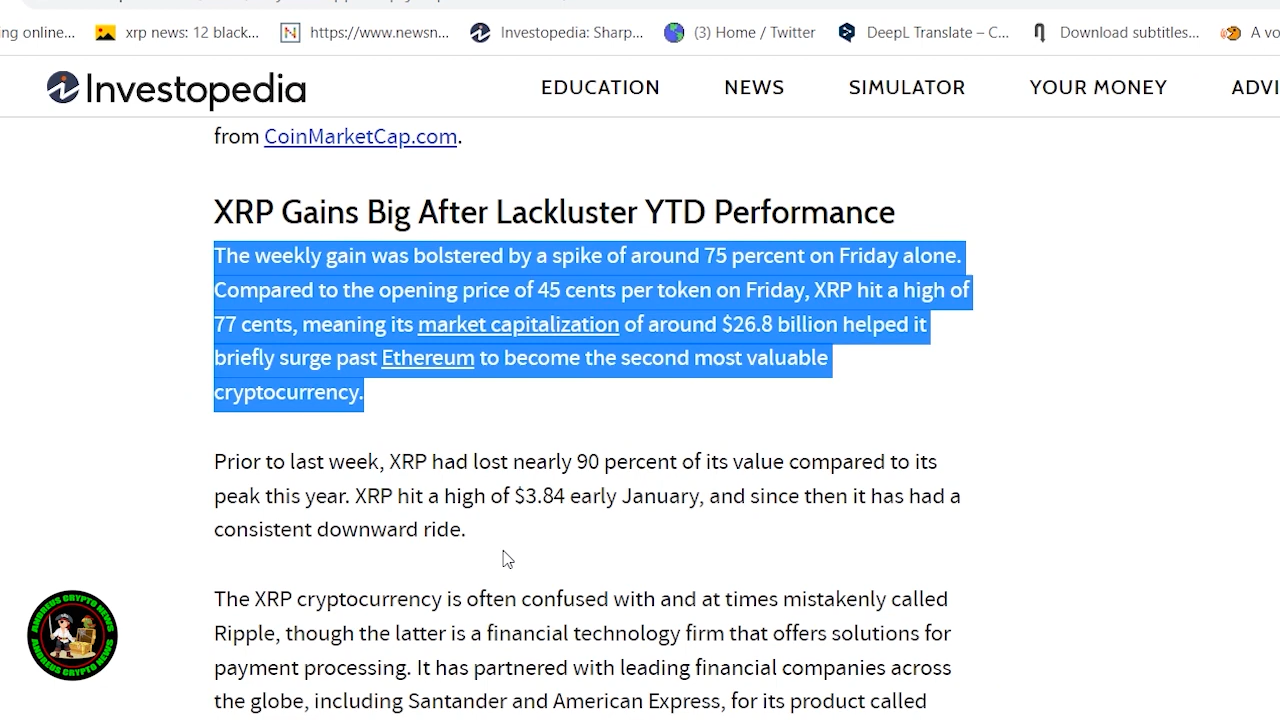 ng online...
xrp news: 12 black...
https://www.newsn...
Investopedia: Sharp...
(3) Home / Twitter
DeepL Translate – C...
Download subtitles...
A vo
Investopedia
EDUCATION
NEWS
SIMULATOR
YOUR MONEY
ADVI
from CoinMarketCap.com.
XRP Gains Big After Lackluster YTD Performance
The weekly gain was bolstered by a spike of around 75 percent on Friday alone.
Compared to the opening price of 45 cents per token on Friday, XRP hit a high of
77 cents, meaning its market capitalization of around $26.8 billion helped it
briefly surge past Ethereum to become the second most valuable
cryptocurrency.
Prior to last week, XRP had lost nearly 90 percent of its value compared to its
peak this year. XRP hit a high of $3.84 early January, and since then it has had a
consistent downward ride.
The XRP cryptocurrency is often confused with and at times mistakenly called
Ripple, though the latter is a financial technology firm that offers solutions for
payment processing. It has partnered with leading financial companies across
the globe, including Santander and American Express, for its product called
ANDREUS CRYPTO NEWS
ANDREUS CRYPTO NEWS